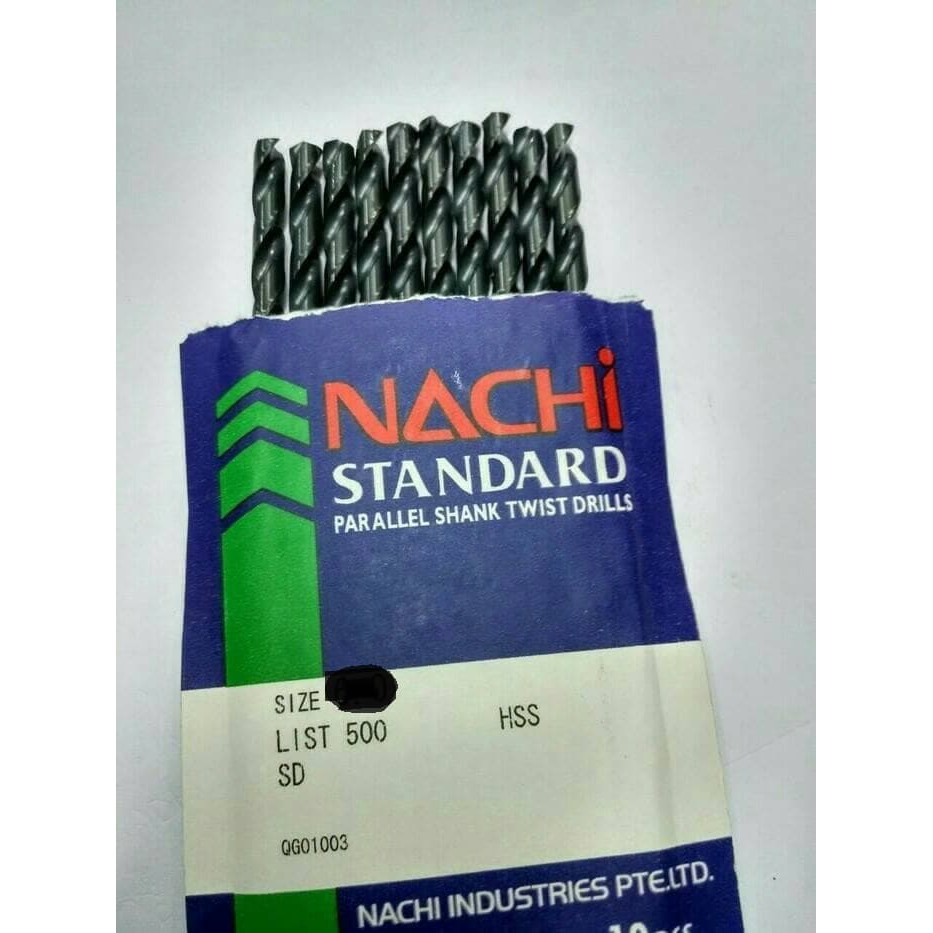 NACHi
STANDARD
PARALLEL SHANK TWIST DRILLS
SIZE
LIST 500
HSS
SD
QG01003
NACHI INDUSTRIES PTE.LTD.